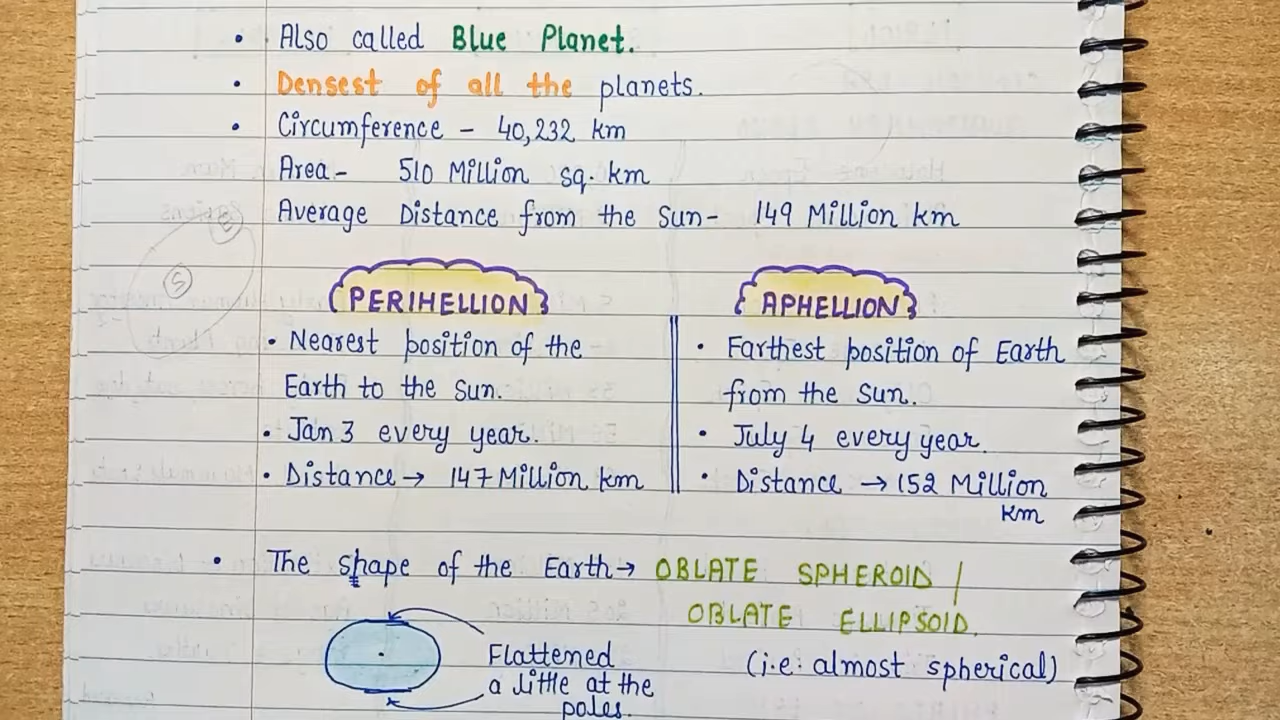 • Also called Blue Planet.
• Densest of all the planets.
• Circumference – 40,232 km
Area– 510 Million sq. km
Average Distance from the Sun– 149 Million km
PERIHELLION
• Nearest position of the
Earth to the Sun.
• Jan 3 every year.
• Distance → 147 Million km
APHELLION
• Farthest position of Earth
from the Sun.
• July 4 every year.
• Distance → 152 Million
km
• The shape of the Earth → OBLATE SPHEROID /
OBLATE ELLIPSOID.
(i.e: almost spherical)
Flattened
a little at the
poles.